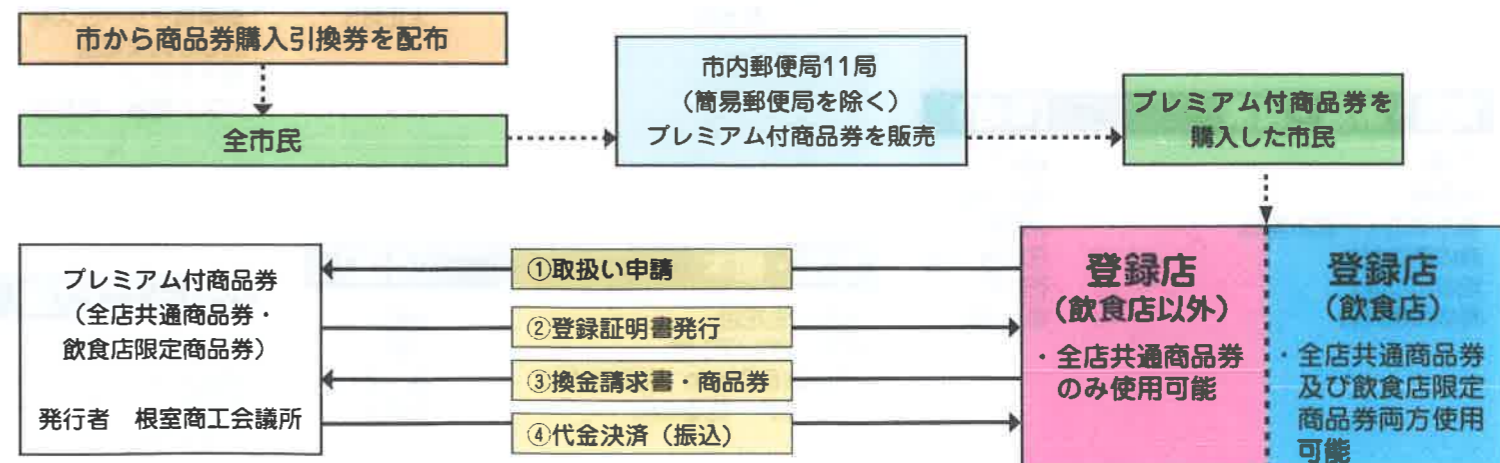 市から商品券購入引換券を配布
全市民
市内郵便局11局
（簡易郵便局を除く）
プレミアム付商品券を販売
プレミアム付商品券を
購入した市民
プレミアム付商品券
（全店共通商品券・
飲食店限定商品券）
発行者　根室商工会議所
①取扱い申請
②登録証明書発行
③換金請求書・商品券
④代金決済（振込）
登録店
（飲食店以外）
・全店共通商品券
のみ使用可能
登録店
（飲食店）
・全店共通商品券
及び飲食店限定
商品券両方使用
可能